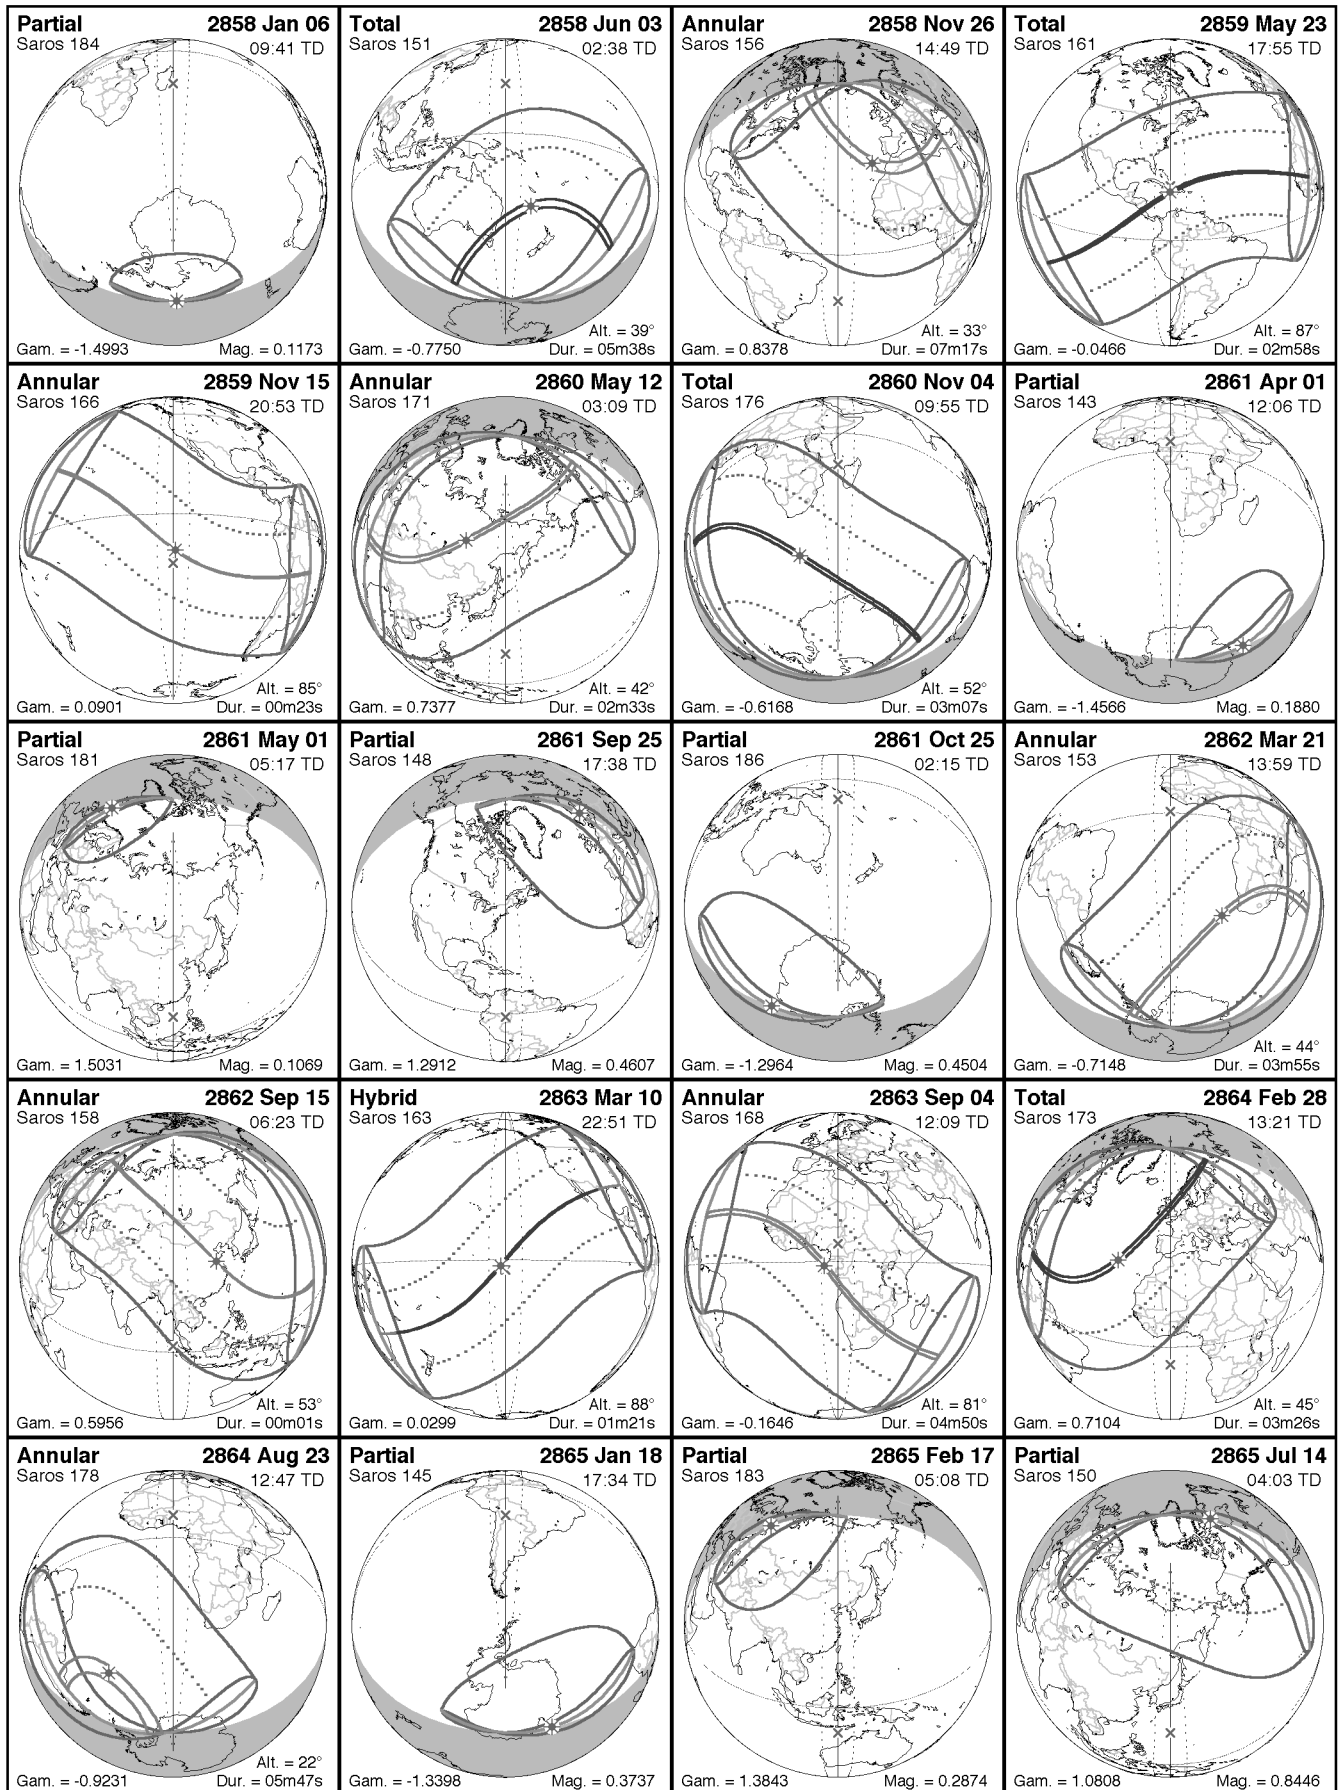 Partial 2858 Jan 06
Saros 184 09:41 TD
Gam. = -1.4993 Mag. = 0.1173
Total 2858 Jun 03
Saros 151 02:38 TD
Alt. = 39°
Gam. = -0.7750 Dur. = 05m38s
Annular 2858 Nov 26
Saros 156 14:49 TD
Alt. = 33°
Gam. = 0.8378 Dur. = 07m17s
Total 2859 May 23
Saros 161 17:55 TD
Alt. = 87°
Gam. = -0.0466 Dur. = 02m58s
Annular 2859 Nov 15
Saros 166 20:53 TD
Alt. = 85°
Gam. = 0.0901 Dur. = 00m23s
Annular 2860 May 12
Saros 171 03:09 TD
Alt. = 42°
Gam. = 0.7377 Dur. = 02m33s
Total 2860 Nov 04
Saros 176 09:55 TD
Alt. = 52°
Gam. = -0.6168 Dur. = 03m07s
Partial 2861 Apr 01
Saros 143 12:06 TD
Gam. = -1.4566 Mag. = 0.1880
Partial 2861 May 01
Saros 181 05:17 TD
Gam. = 1.5031 Mag. = 0.1069
Partial 2861 Sep 25
Saros 148 17:38 TD
Gam. = 1.2912 Mag. = 0.4607
Partial 2861 Oct 25
Saros 186 02:15 TD
Gam. = -1.2964 Mag. = 0.4504
Annular 2862 Mar 21
Saros 153 13:59 TD
Alt. = 44°
Gam. = -0.7148 Dur. = 03m55s
Annular 2862 Sep 15
Saros 158 06:23 TD
Alt. = 53°
Gam. = 0.5956 Dur. = 00m01s
Hybrid 2863 Mar 10
Saros 163 22:51 TD
Alt. = 88°
Gam. = 0.0299 Dur. = 01m21s
Annular 2863 Sep 04
Saros 168 12:09 TD
Alt. = 81°
Gam. = -0.1646 Dur. = 04m50s
Total 2864 Feb 28
Saros 173 13:21 TD
Alt. = 45°
Gam. = 0.7104 Dur. = 03m26s
Annular 2864 Aug 23
Saros 178 12:47 TD
Alt. = 22°
Gam. = -0.9231 Dur. = 05m47s
Partial 2865 Jan 18
Saros 145 17:34 TD
Gam. = -1.3398 Mag. = 0.3737
Partial 2865 Feb 17
Saros 183 05:08 TD
Gam. = 1.3843 Mag. = 0.2874
Partial 2865 Jul 14
Saros 150 04:03 TD
Gam. = 1.0808 Mag. = 0.8446